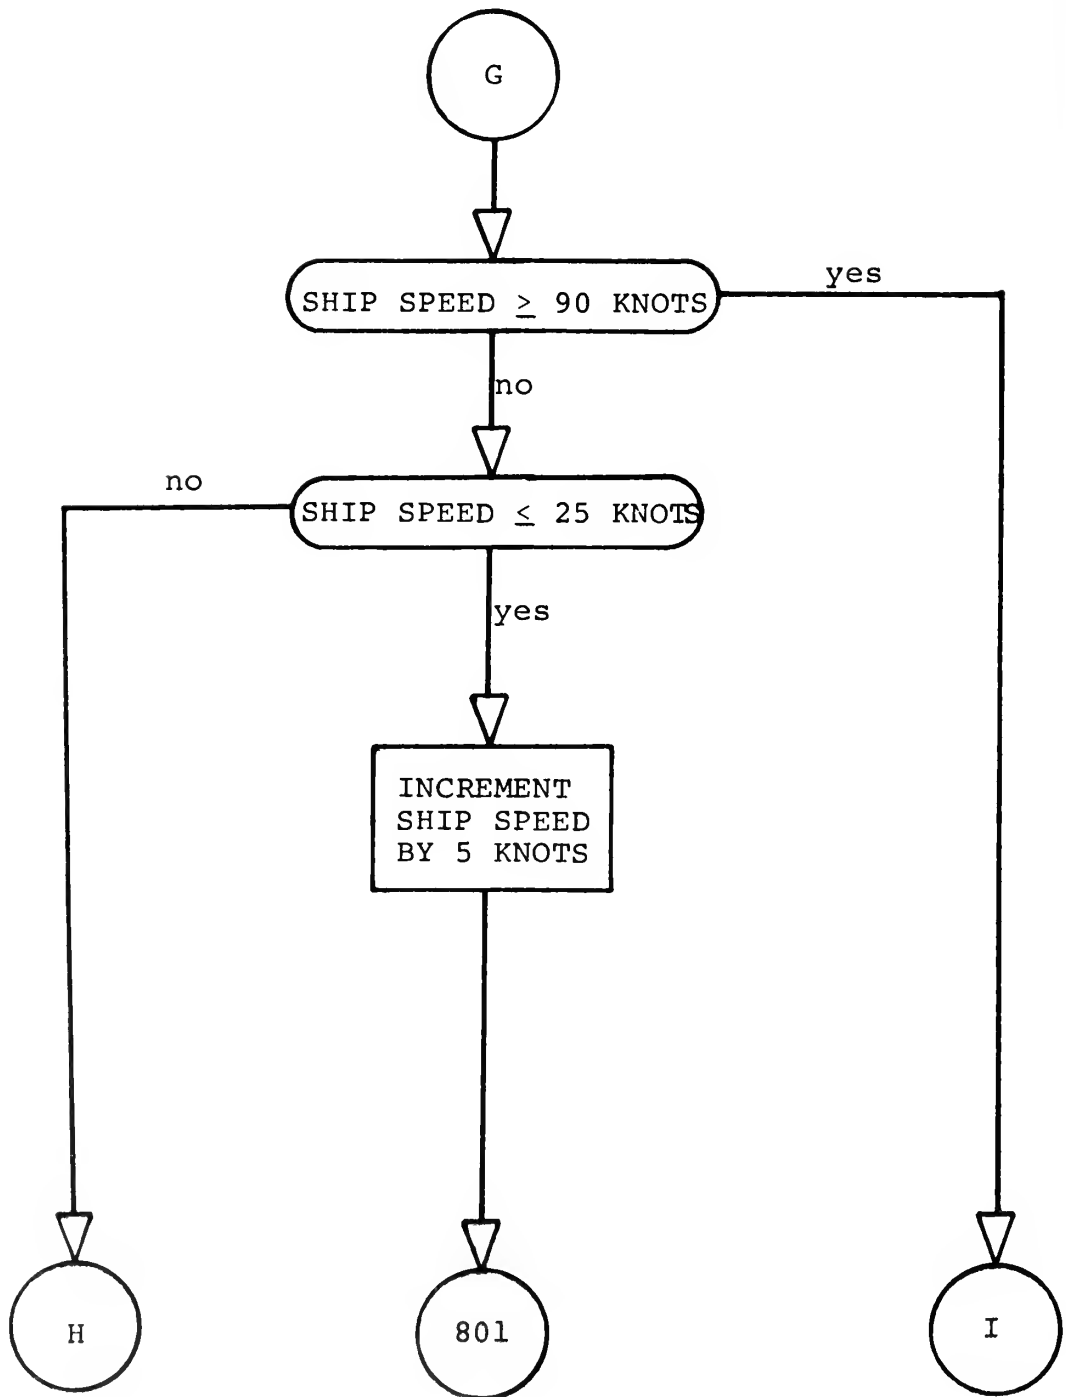 G
SHIP SPEED ≥ 90 KNOTS
yes
no
no
SHIP SPEED ≤ 25 KNOTS
yes
INCREMENT
SHIP SPEED
BY 5 KNOTS
H
801
I